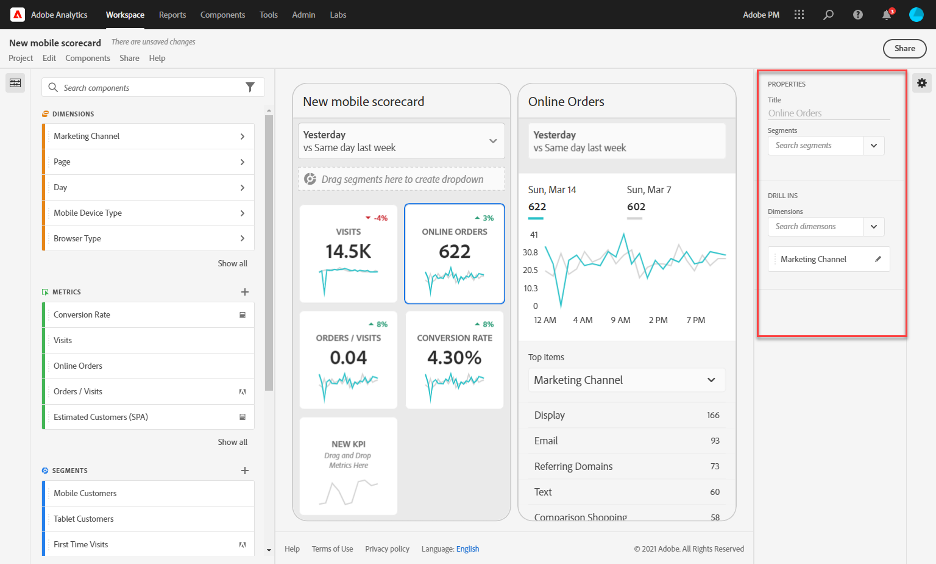 Adobe Analytics Workspace Reports Components Tools Admin Labs Adobe PM
New mobile scorecard There are unsaved changes
Project Edit Components Share Help
Share
Search components
DIMENSIONS
Marketing Channel
Page
Day
Mobile Device Type
Browser Type
Show all
METRICS
Conversion Rate
Visits
Online Orders
Orders / Visits
Estimated Customers (SPA)
Show all
SEGMENTS
Mobile Customers
Tablet Customers
First Time Visits
New mobile scorecard
Yesterday
vs Same day last week
Drag segments here to create dropdown
-4%
VISITS
14.5K
3%
ONLINE ORDERS
622
8%
ORDERS / VISITS
0.04
8%
CONVERSION RATE
4.30%
NEW KPI
Drag and Drop
Metrics Here
Online Orders
Yesterday
vs Same day last week
Sun, Mar 14 Sun, Mar 7
622 602
41
30.8
20.5
10.3
0
12 AM 4 AM 9 AM 2 PM 7 PM
Top items
Marketing Channel
Display 166
Email 93
Referring Domains 73
Text 60
Comparison Shopping 58
PROPERTIES
Title
Online Orders
Segments
Search segments
DRILL INS
Dimensions
Search dimensons
Marketing Channel
Help Terms of Use Privacy policy Language: English © 2021 Adobe. All Rights Reserved